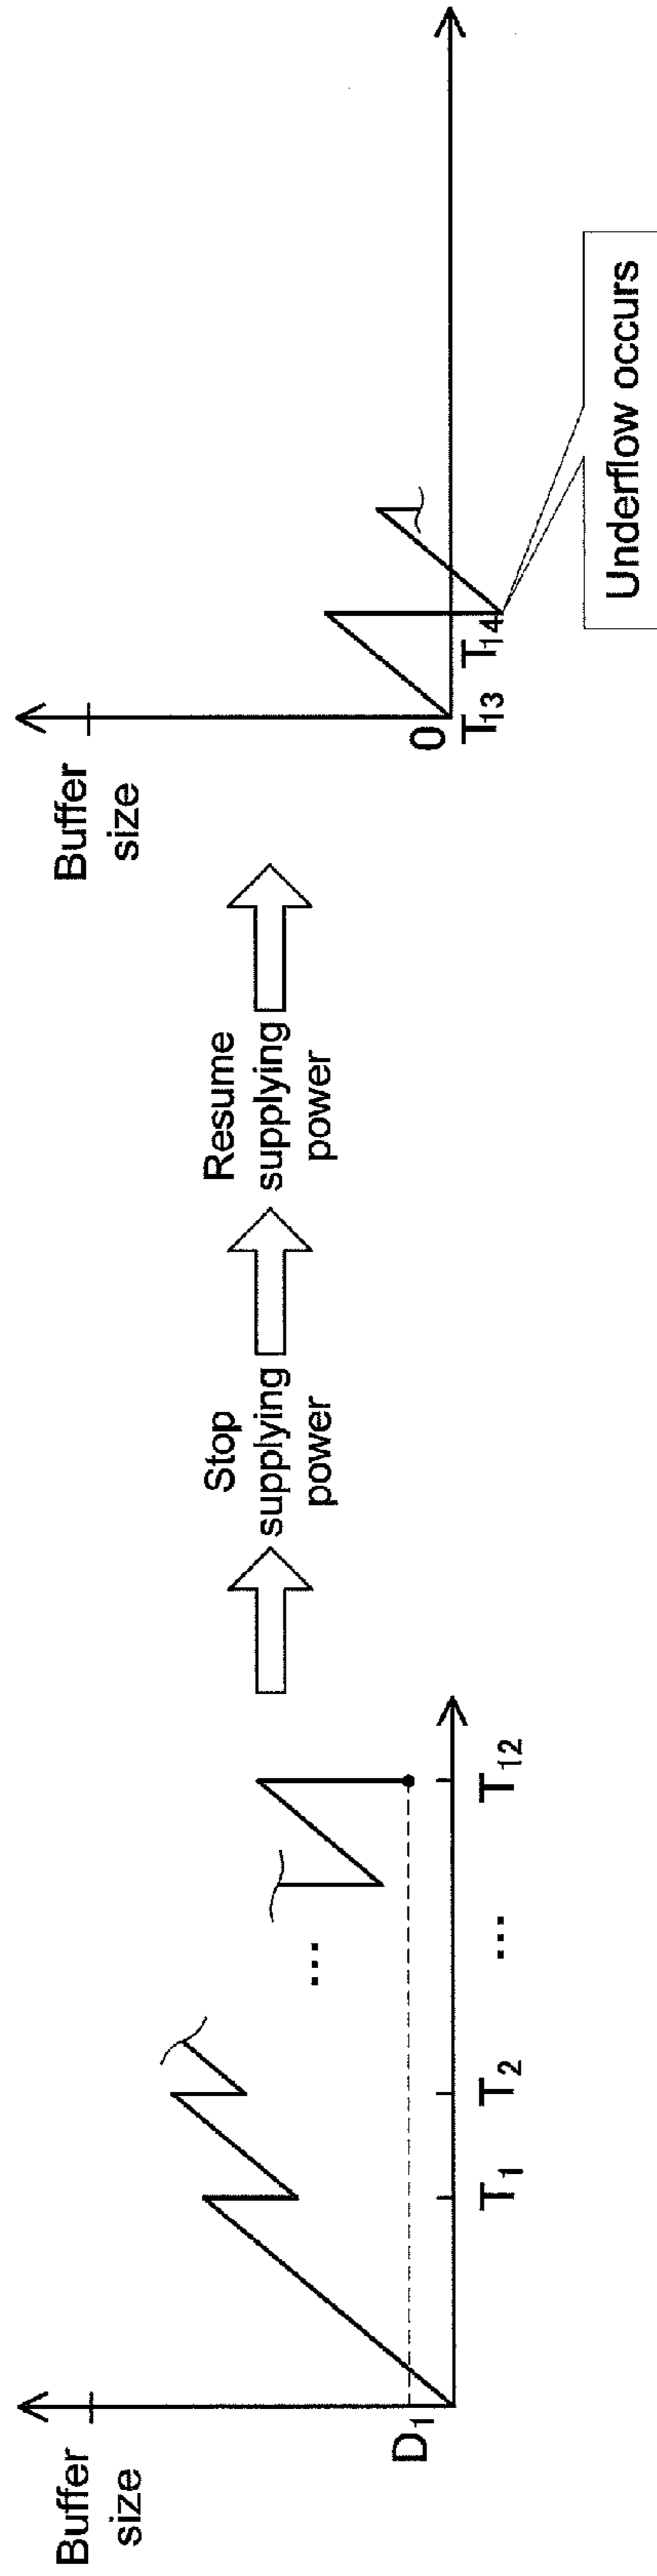 Buffer
size
D1
T1
T2
...
...
T12
Stop
supplying
power
Resume
supplying
power
Buffer
size
0
T13
T14
Underflow occurs